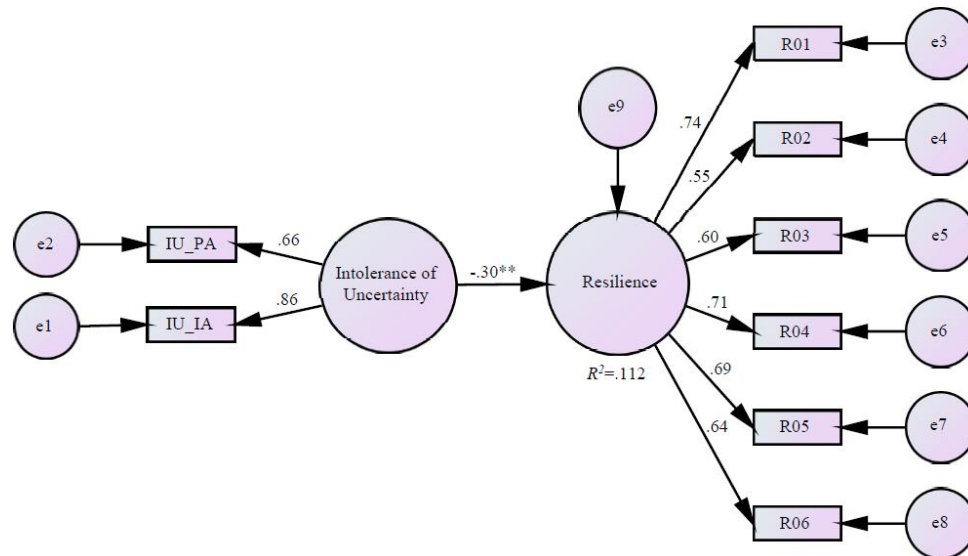 e3
R01
e9
.74
e4
R02
.55
e2
IU_PA
.66
.60
R03
e5
Intolerance of
Uncertainty
-.30**
Resilience
.86
e1
IU_IA
.71
R04
e6
R²=.112
.69
.64
R05
e7
R06
e8